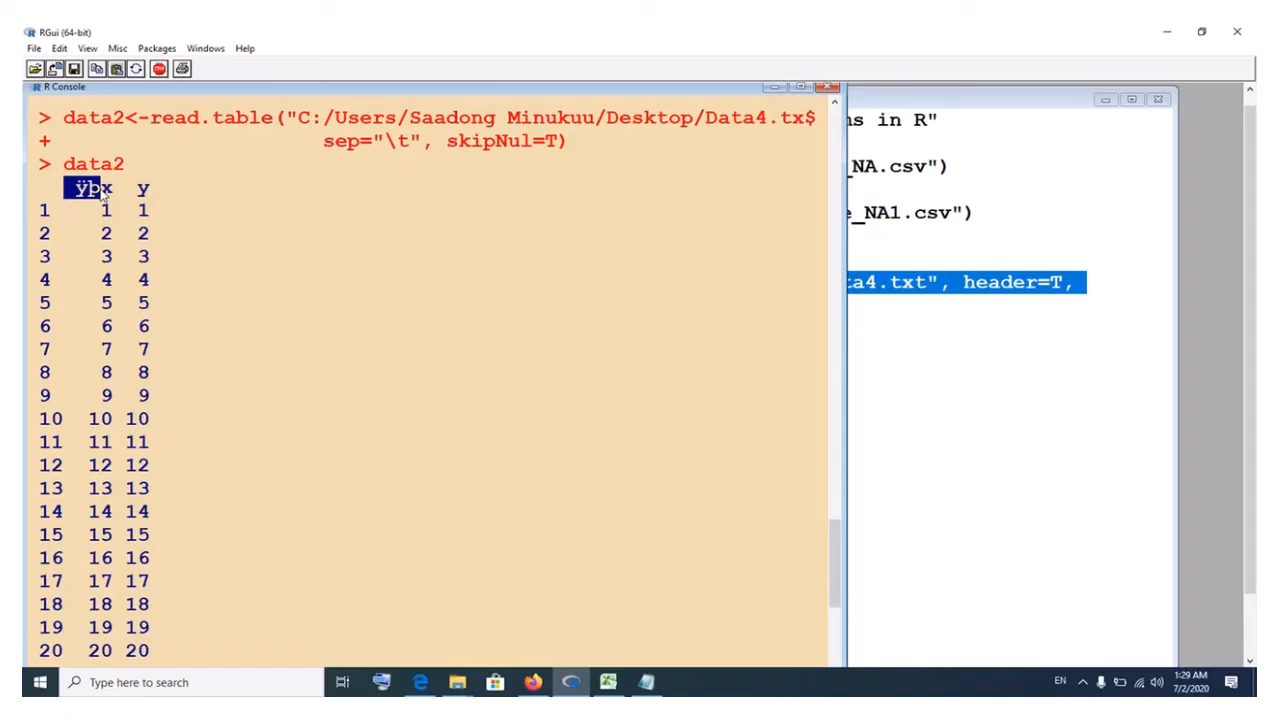 RGui (64-bit)
File Edit View Misc Packages Windows Help
R Console
> data2<-read.table("C:/Users/Saadong Minukuu/Desktop/Data4.tx$
+ sep="\t", skipNul=T)
> data2
ÿþx y
1 1 1
2 2 2
3 3 3
4 4 4
5 5 5
6 6 6
7 7 7
8 8 8
9 9 9
10 10 10
11 11 11
12 12 12
13 13 13
14 14 14
15 15 15
16 16 16
17 17 17
18 18 18
19 19 19
20 20 20
ns in R"
_NA.csv")
e_NA1.csv")
ta4.txt", header=T,
Type here to search
EN
1:29 AM
7/2/2020